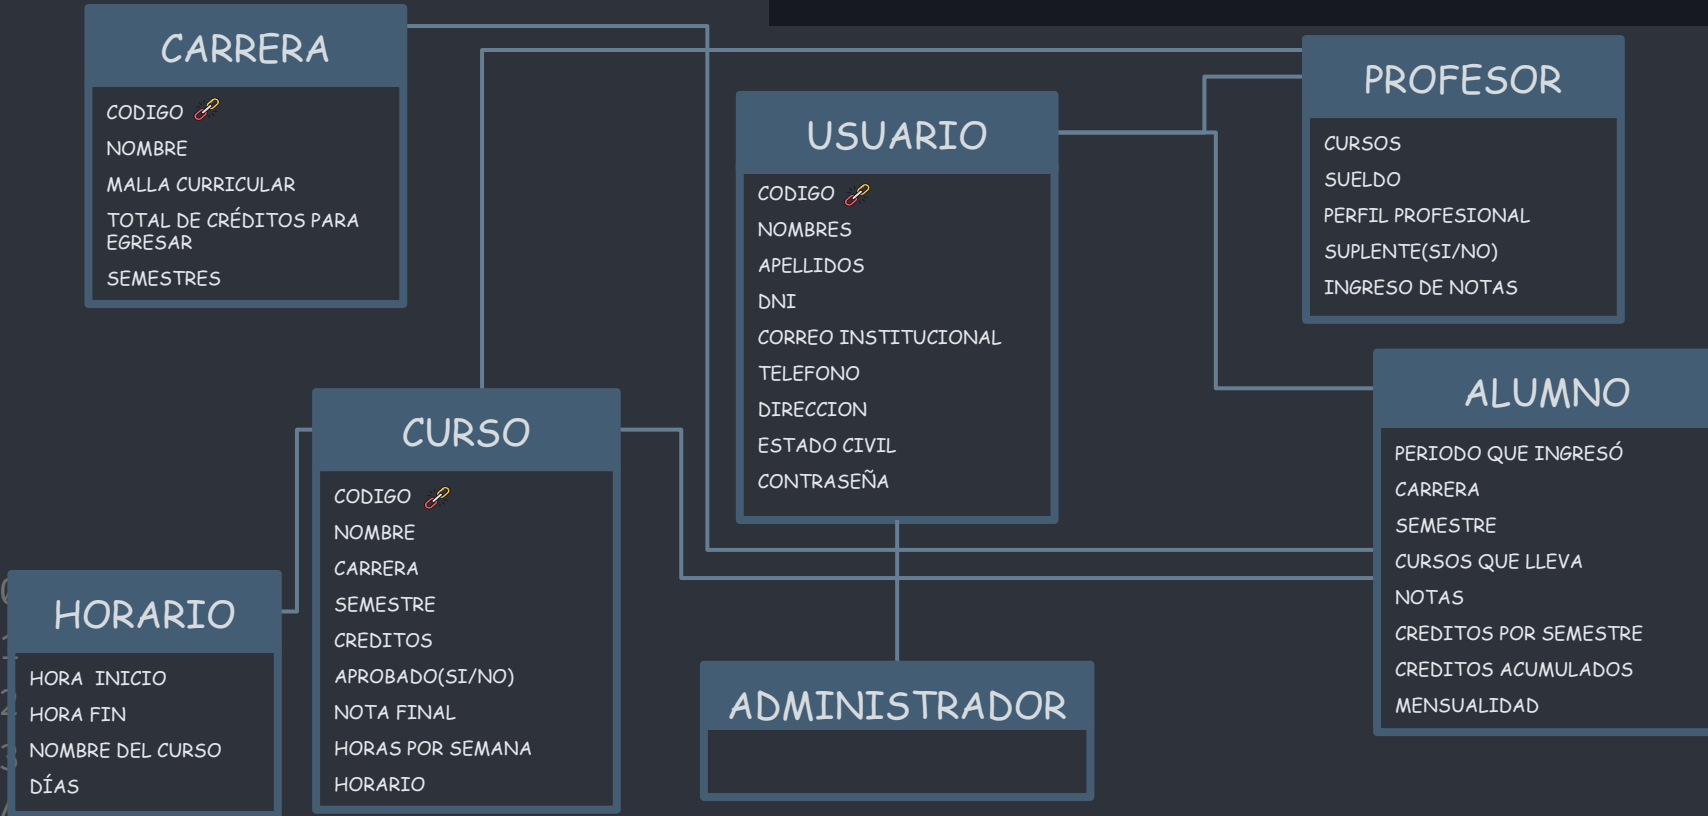 CARRERA
CODIGO
NOMBRE
MALLA CURRICULAR
TOTAL DE CRÉDITOS PARA
EGRESAR
SEMESTRES
USUARIO
CODIGO
NOMBRES
APELLIDOS
DNI
CORREO INSTITUCIONAL
TELEFONO
DIRECCION
ESTADO CIVIL
CONTRASEÑA
PROFESOR
CURSOS
SUELDO
PERFIL PROFESIONAL
SUPLENTE(SI/NO)
INGRESO DE NOTAS
ALUMNO
PERIODO QUE INGRESÓ
CARRERA
SEMESTRE
CURSOS QUE LLEVA
NOTAS
CREDITOS POR SEMESTRE
CREDITOS ACUMULADOS
MENSUALIDAD
CURSO
CODIGO
NOMBRE
CARRERA
SEMESTRE
CREDITOS
APROBADO(SI/NO)
NOTA FINAL
HORAS POR SEMANA
HORARIO
HORARIO
HORA INICIO
HORA FIN
NOMBRE DEL CURSO
DÍAS
ADMINISTRADOR